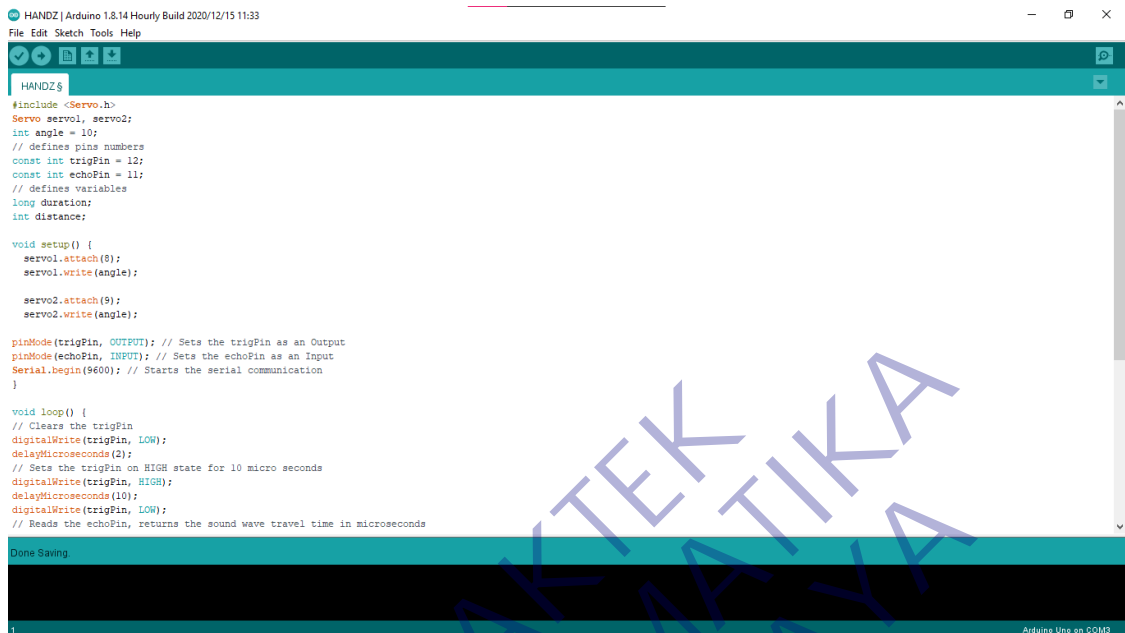 HANDZ | Arduino 1.8.14 Hourly Build 2020/12/15 11:33
File Edit Sketch Tools Help
HANDZ §
#include <Servo.h>
Servo servo1, servo2;
int angle = 10;
// defines pins numbers
const int trigPin = 12;
const int echoPin = 11;
// defines variables
long duration;
int distance;
void setup() {
servo1.attach(8);
servo1.write(angle);
servo2.attach(9);
servo2.write(angle);
pinMode(trigPin, OUTPUT); // Sets the trigPin as an Output
pinMode(echoPin, INPUT); // Sets the echoPin as an Input
Serial.begin(9600); // Starts the serial communication
}
void loop() {
// Clears the trigPin
digitalWrite(trigPin, LOW);
delayMicroseconds(2);
// Sets the trigPin on HIGH state for 10 micro seconds
digitalWrite(trigPin, HIGH);
delayMicroseconds(10);
digitalWrite(trigPin, LOW);
// Reads the echoPin, returns the sound wave travel time in microseconds
Done Saving.
1
Arduino Uno on COM3